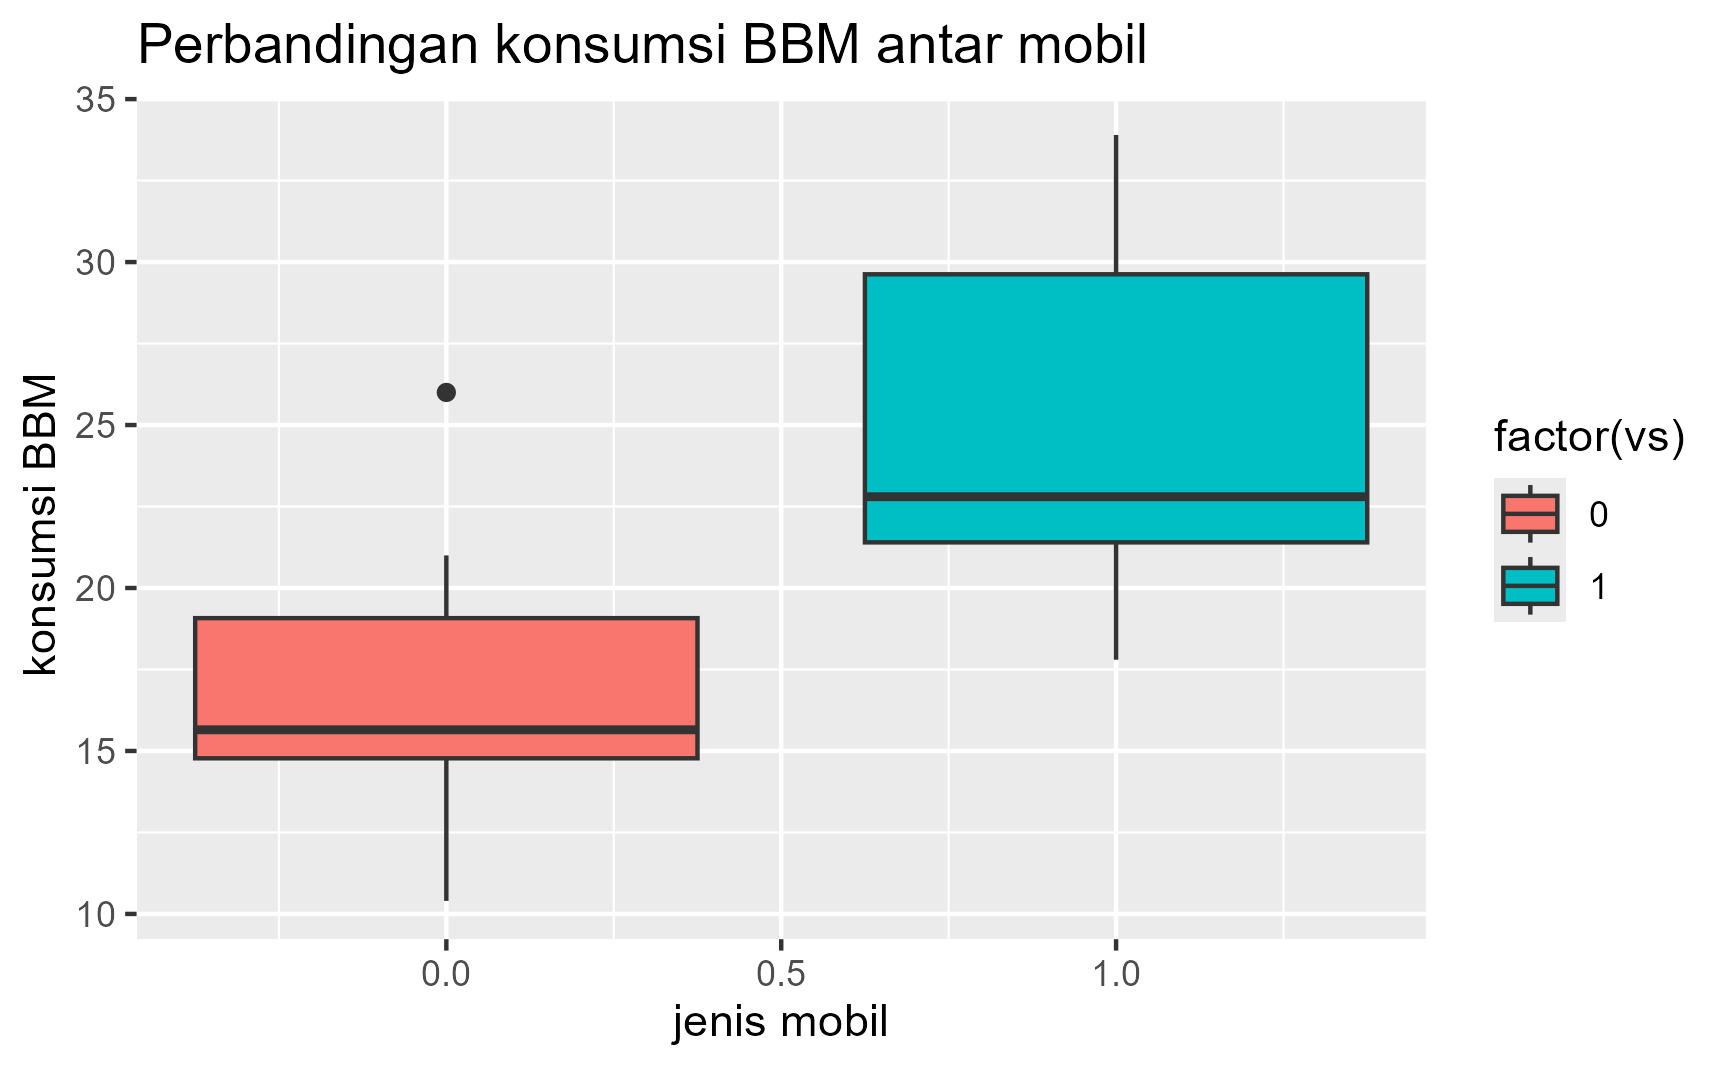 Perbandingan konsumsi BBM antar mobil
35
30
25
20
15
10
konsumsi BBM
0.0 0.5 1.0
jenis mobil
factor(vs)
0
1